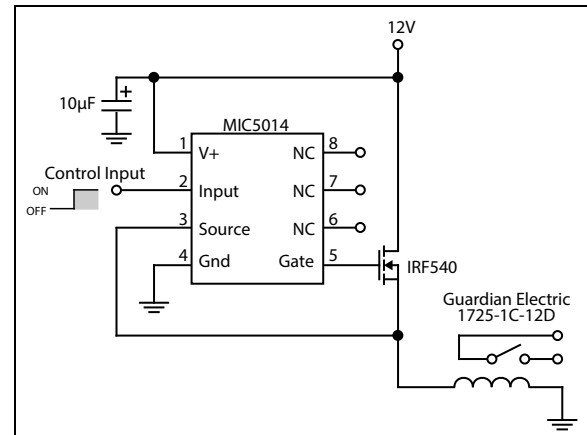 12V
+
10µF
MIC5014
1 V+ NC 8
Control Input
ON
OFF
2 Input NC 7
3 Source NC 6
4 Gnd Gate 5
IRF540
Guardian Electric
1725-1C-12D